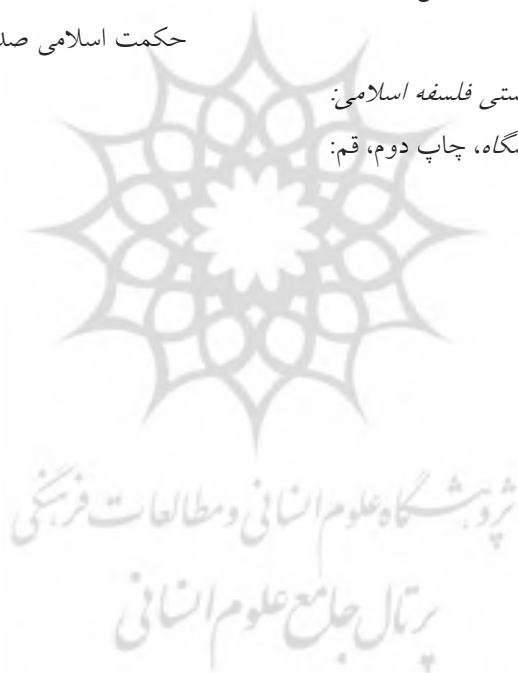 حکمت اسلامی صد
ستی فلسفه اسلامی:
گاه، چاپ دوم، قم:
پژوهشگاه علوم انسانی و مطالعات فرهنگی
پرتال جامع علوم انسانی